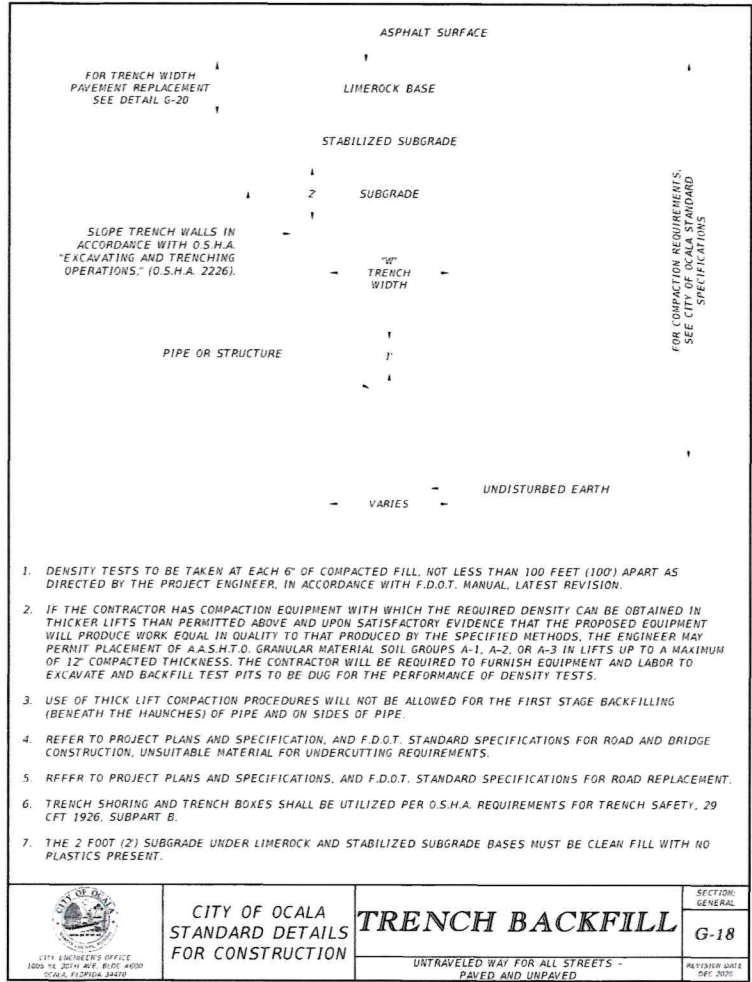 ASPHALT SURFACE
FOR TRENCH WIDTH
PAVEMENT REPLACEMENT
SEE DETAIL G-20
LIMEROCK BASE
STABILIZED SUBGRADE
2' SUBGRADE
SLOPE TRENCH WALLS IN
ACCORDANCE WITH O.S.H.A.
"EXCAVATING AND TRENCHING
OPERATIONS," (O.S.H.A. 2226).
"W"
TRENCH
WIDTH
FOR COMPACTION REQUIREMENTS,
SEE CITY OF OCALA STANDARD
SPECIFICATIONS
PIPE OR STRUCTURE
1'
UNDISTURBED EARTH
VARIES
1. DENSITY TESTS TO BE TAKEN AT EACH 6" OF COMPACTED FILL, NOT LESS THAN 100 FEET (100') APART AS
DIRECTED BY THE PROJECT ENGINEER, IN ACCORDANCE WITH F.D.O.T. MANUAL, LATEST REVISION.
2. IF THE CONTRACTOR HAS COMPACTION EQUIPMENT WITH WHICH THE REQUIRED DENSITY CAN BE OBTAINED IN
THICKER LIFTS THAN PERMITTED ABOVE AND UPON SATISFACTORY EVIDENCE THAT THE PROPOSED EQUIPMENT
WILL PRODUCE WORK EQUAL IN QUALITY TO THAT PRODUCED BY THE SPECIFIED METHODS, THE ENGINEER MAY
PERMIT PLACEMENT OF A.A.S.H.T.O. GRANULAR MATERIAL SOIL GROUPS A-1, A-2, OR A-3 IN LIFTS UP TO A MAXIMUM
OF 12" COMPACTED THICKNESS. THE CONTRACTOR WILL BE REQUIRED TO FURNISH EQUIPMENT AND LABOR TO
EXCAVATE AND BACKFILL TEST PITS TO BE DUG FOR THE PERFORMANCE OF DENSITY TESTS.
3. USE OF THICK LIFT COMPACTION PROCEDURES WILL NOT BE ALLOWED FOR THE FIRST STAGE BACKFILLING
(BENEATH THE HAUNCHES) OF PIPE AND ON SIDES OF PIPE.
4. REFER TO PROJECT PLANS AND SPECIFICATION, AND F.D.O.T. STANDARD SPECIFICATIONS FOR ROAD AND BRIDGE
CONSTRUCTION, UNSUITABLE MATERIAL FOR UNDERCUTTING REQUIREMENTS.
5. REFER TO PROJECT PLANS AND SPECIFICATIONS, AND F.D.O.T. STANDARD SPECIFICATIONS FOR ROAD REPLACEMENT.
6. TRENCH SHORING AND TRENCH BOXES SHALL BE UTILIZED PER O.S.H.A. REQUIREMENTS FOR TRENCH SAFETY, 29
CFT 1926, SUBPART B.
7. THE 2 FOOT (2') SUBGRADE UNDER LIMEROCK AND STABILIZED SUBGRADE BASES MUST BE CLEAN FILL WITH NO
PLASTICS PRESENT.
CITY OF OCALA
CITY ENGINEER'S OFFICE
1805 NE 30TH AVE. BLDG #600
OCALA, FLORIDA 34470
CITY OF OCALA
STANDARD DETAILS
FOR CONSTRUCTION
TRENCH BACKFILL
UNTRAVELED WAY FOR ALL STREETS -
PAVED AND UNPAVED
SECTION:
GENERAL
G-18
REVISION DATE
DEC 2020